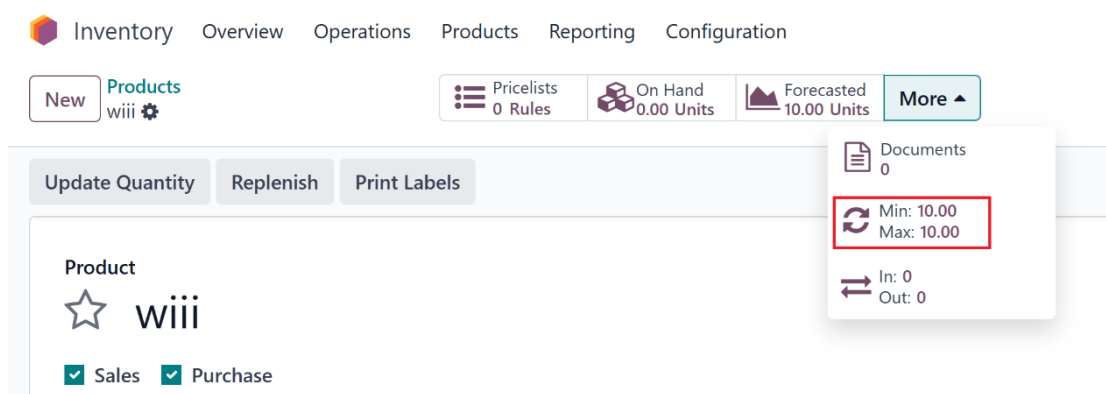 Inventory Overview Operations Products Reporting Configuration
New
Products
wiii
Pricelists
0 Rules
On Hand
0.00 Units
Forecasted
10.00 Units
More
Documents
0
Min: 10.00
Max: 10.00
In: 0
Out: 0
Update Quantity Replenish Print Labels
Product
wiii
Sales Purchase